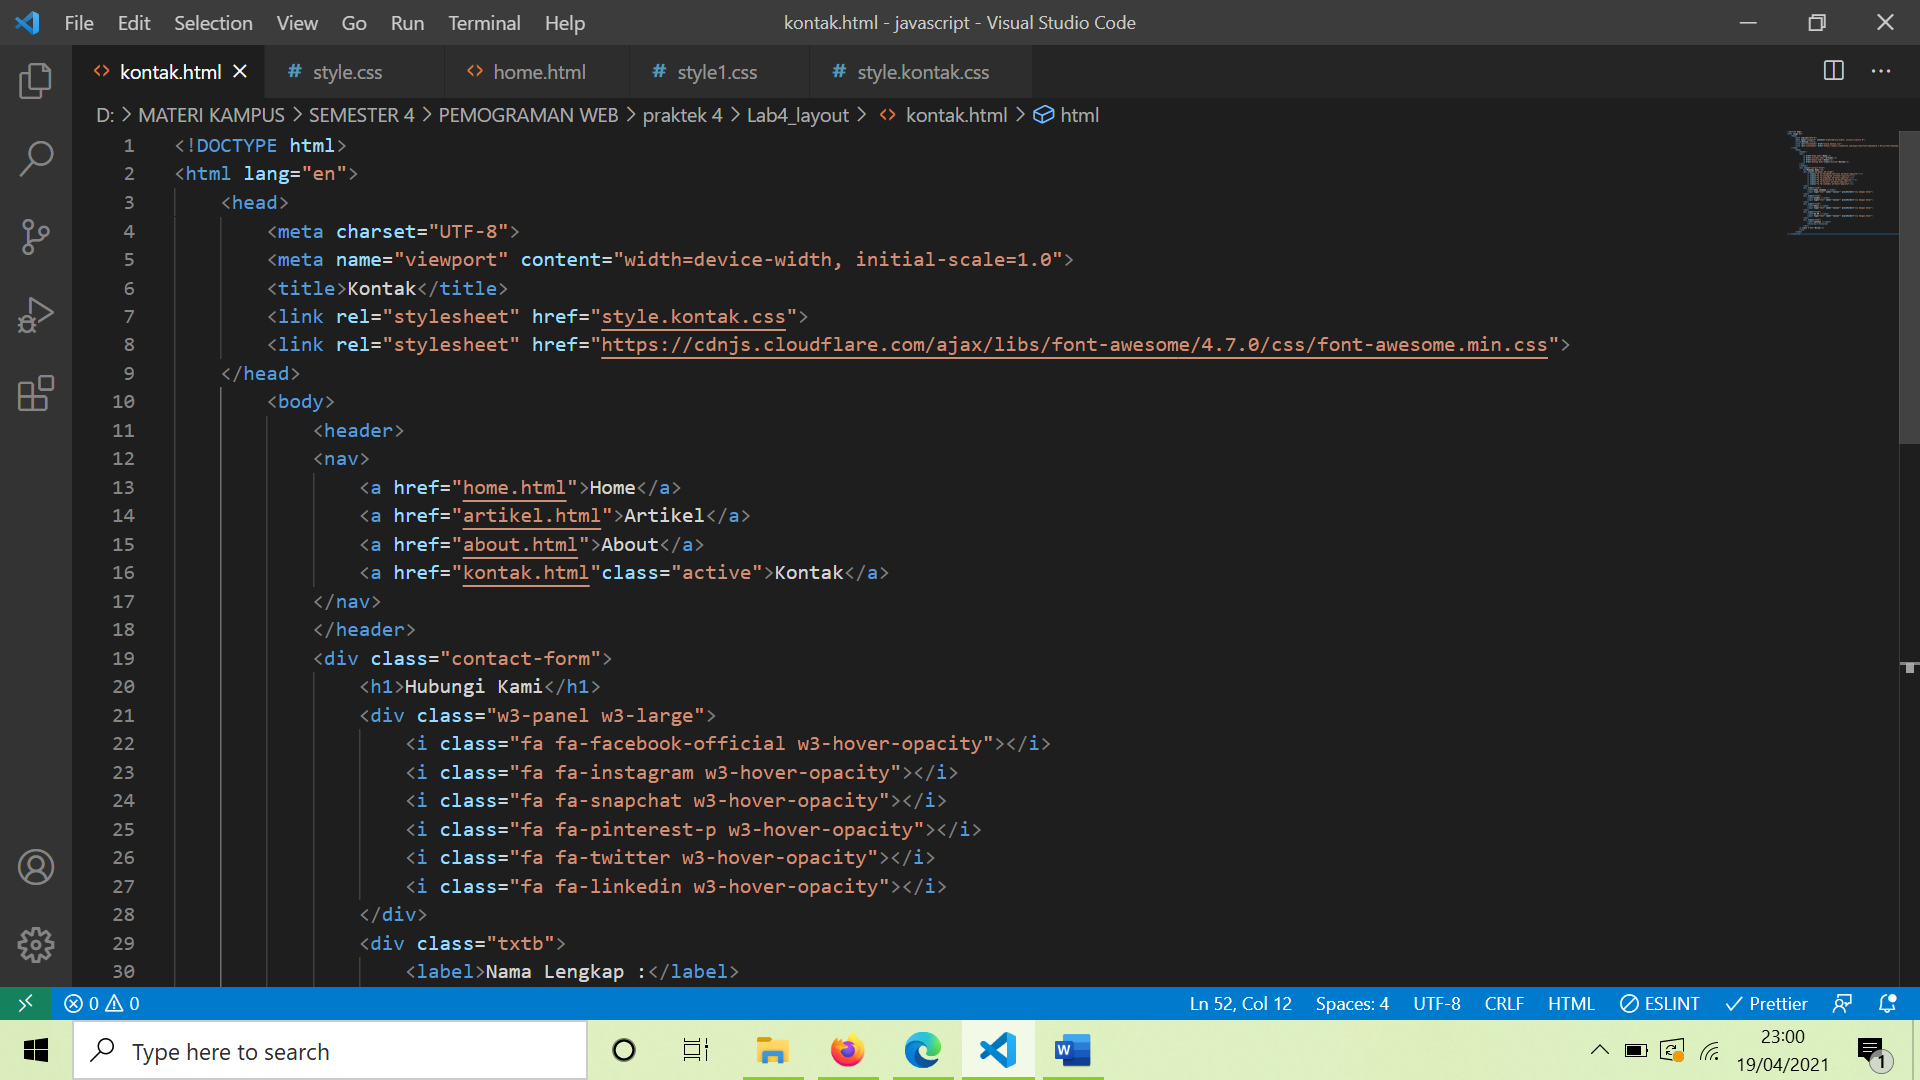 File Edit Selection View Go Run Terminal Help kontak.html - javascript - Visual Studio Code
kontak.html style.css home.html style1.css style.kontak.css
D: > MATERI KAMPUS > SEMESTER 4 > PEMOGRAMAN WEB > praktek 4 > Lab4_layout > kontak.html > html
1 <!DOCTYPE html>
2 <html lang="en">
3 <head>
4 <meta charset="UTF-8">
5 <meta name="viewport" content="width=device-width, initial-scale=1.0">
6 <title>Kontak</title>
7 <link rel="stylesheet" href="style.kontak.css">
8 <link rel="stylesheet" href="https://cdnjs.cloudflare.com/ajax/libs/font-awesome/4.7.0/css/font-awesome.min.css">
9 </head>
10 <body>
11 <header>
12 <nav>
13 <a href="home.html">Home</a>
14 <a href="artikel.html">Artikel</a>
15 <a href="about.html">About</a>
16 <a href="kontak.html"class="active">Kontak</a>
17 </nav>
18 </header>
19 <div class="contact-form">
20 <h1>Hubungi Kami</h1>
21 <div class="w3-panel w3-large">
22 <i class="fa fa-facebook-official w3-hover-opacity"></i>
23 <i class="fa fa-instagram w3-hover-opacity"></i>
24 <i class="fa fa-snapchat w3-hover-opacity"></i>
25 <i class="fa fa-pinterest-p w3-hover-opacity"></i>
26 <i class="fa fa-twitter w3-hover-opacity"></i>
27 <i class="fa fa-linkedin w3-hover-opacity"></i>
28 </div>
29 <div class="txtb">
30 <label>Nama Lengkap :</label>
0 0 Ln 52, Col 12 Spaces: 4 UTF-8 CRLF HTML ESLINT Prettier
Type here to search
W
23:00
19/04/2021
1